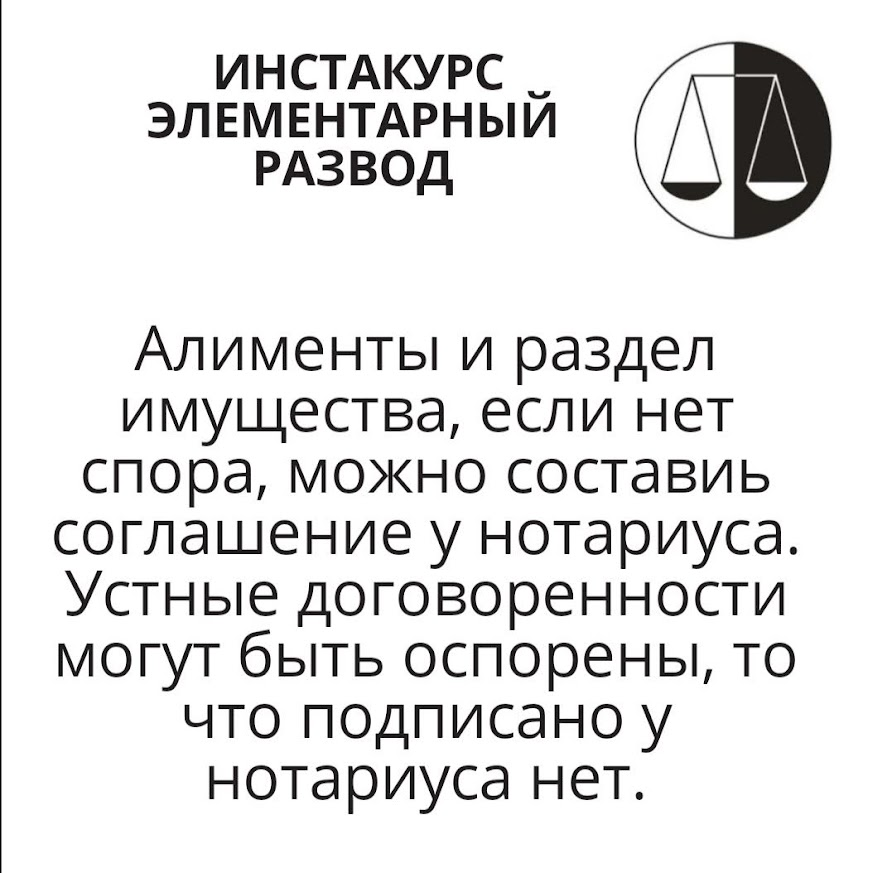 ИНСТАКУРС
ЭЛЕМЕНТАРНЫЙ
РАЗВОД
Алименты и раздел
имущества, если нет
спора, можно составиь
соглашение у нотариуса.
Устные договоренности
могут быть оспорены, то
что подписано у
нотариуса нет.